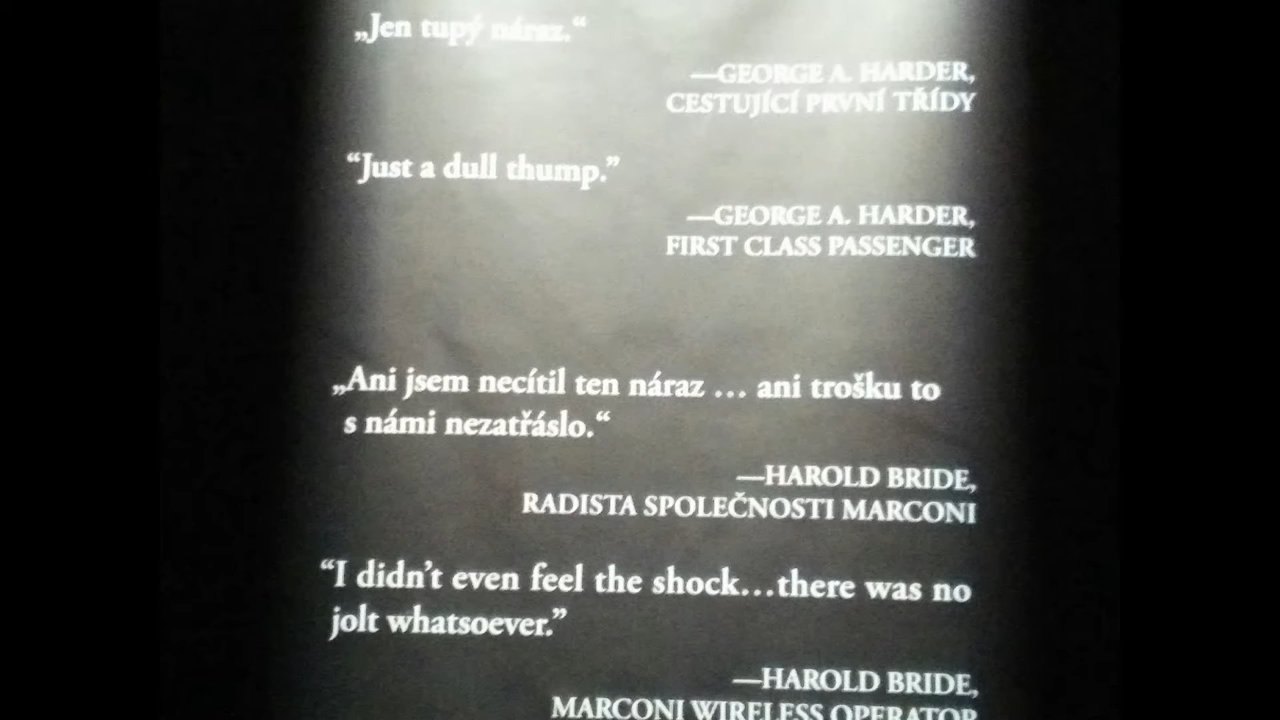 „Jen tupý náraz.“
—GEORGE A. HARDER,
CESTUJÍCÍ PRVNÍ TŘÍDY
“Just a dull thump.”
—GEORGE A. HARDER,
FIRST CLASS PASSENGER
„Ani jsem necítil ten náraz … ani trošku to
s námi nezatřáslo.“
—HAROLD BRIDE,
RADISTA SPOLEČNOSTI MARCONI
“I didn’t even feel the shock…there was no
jolt whatsoever.”
—HAROLD BRIDE,
MARCONI WIRELESS OPERATOR